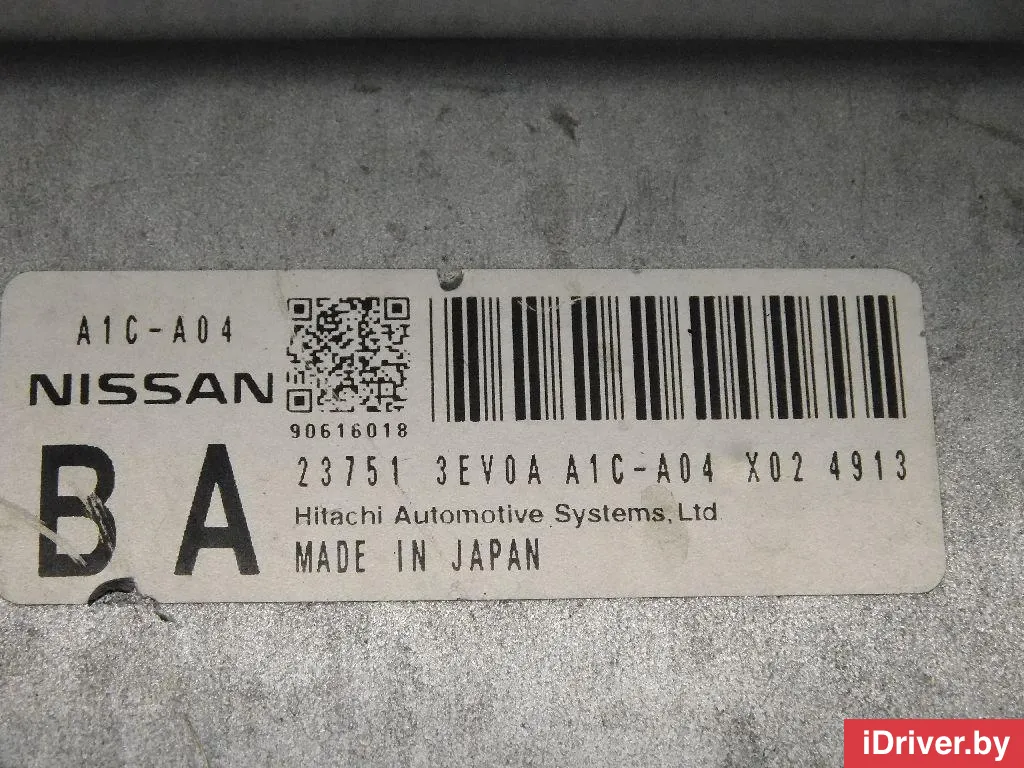 A1C-A04
NISSAN
90616018
BA
23751 3EV0A A1C-A04 X02 4913
Hitachi Automotive Systems, Ltd.
MADE IN JAPAN
iDriver.by